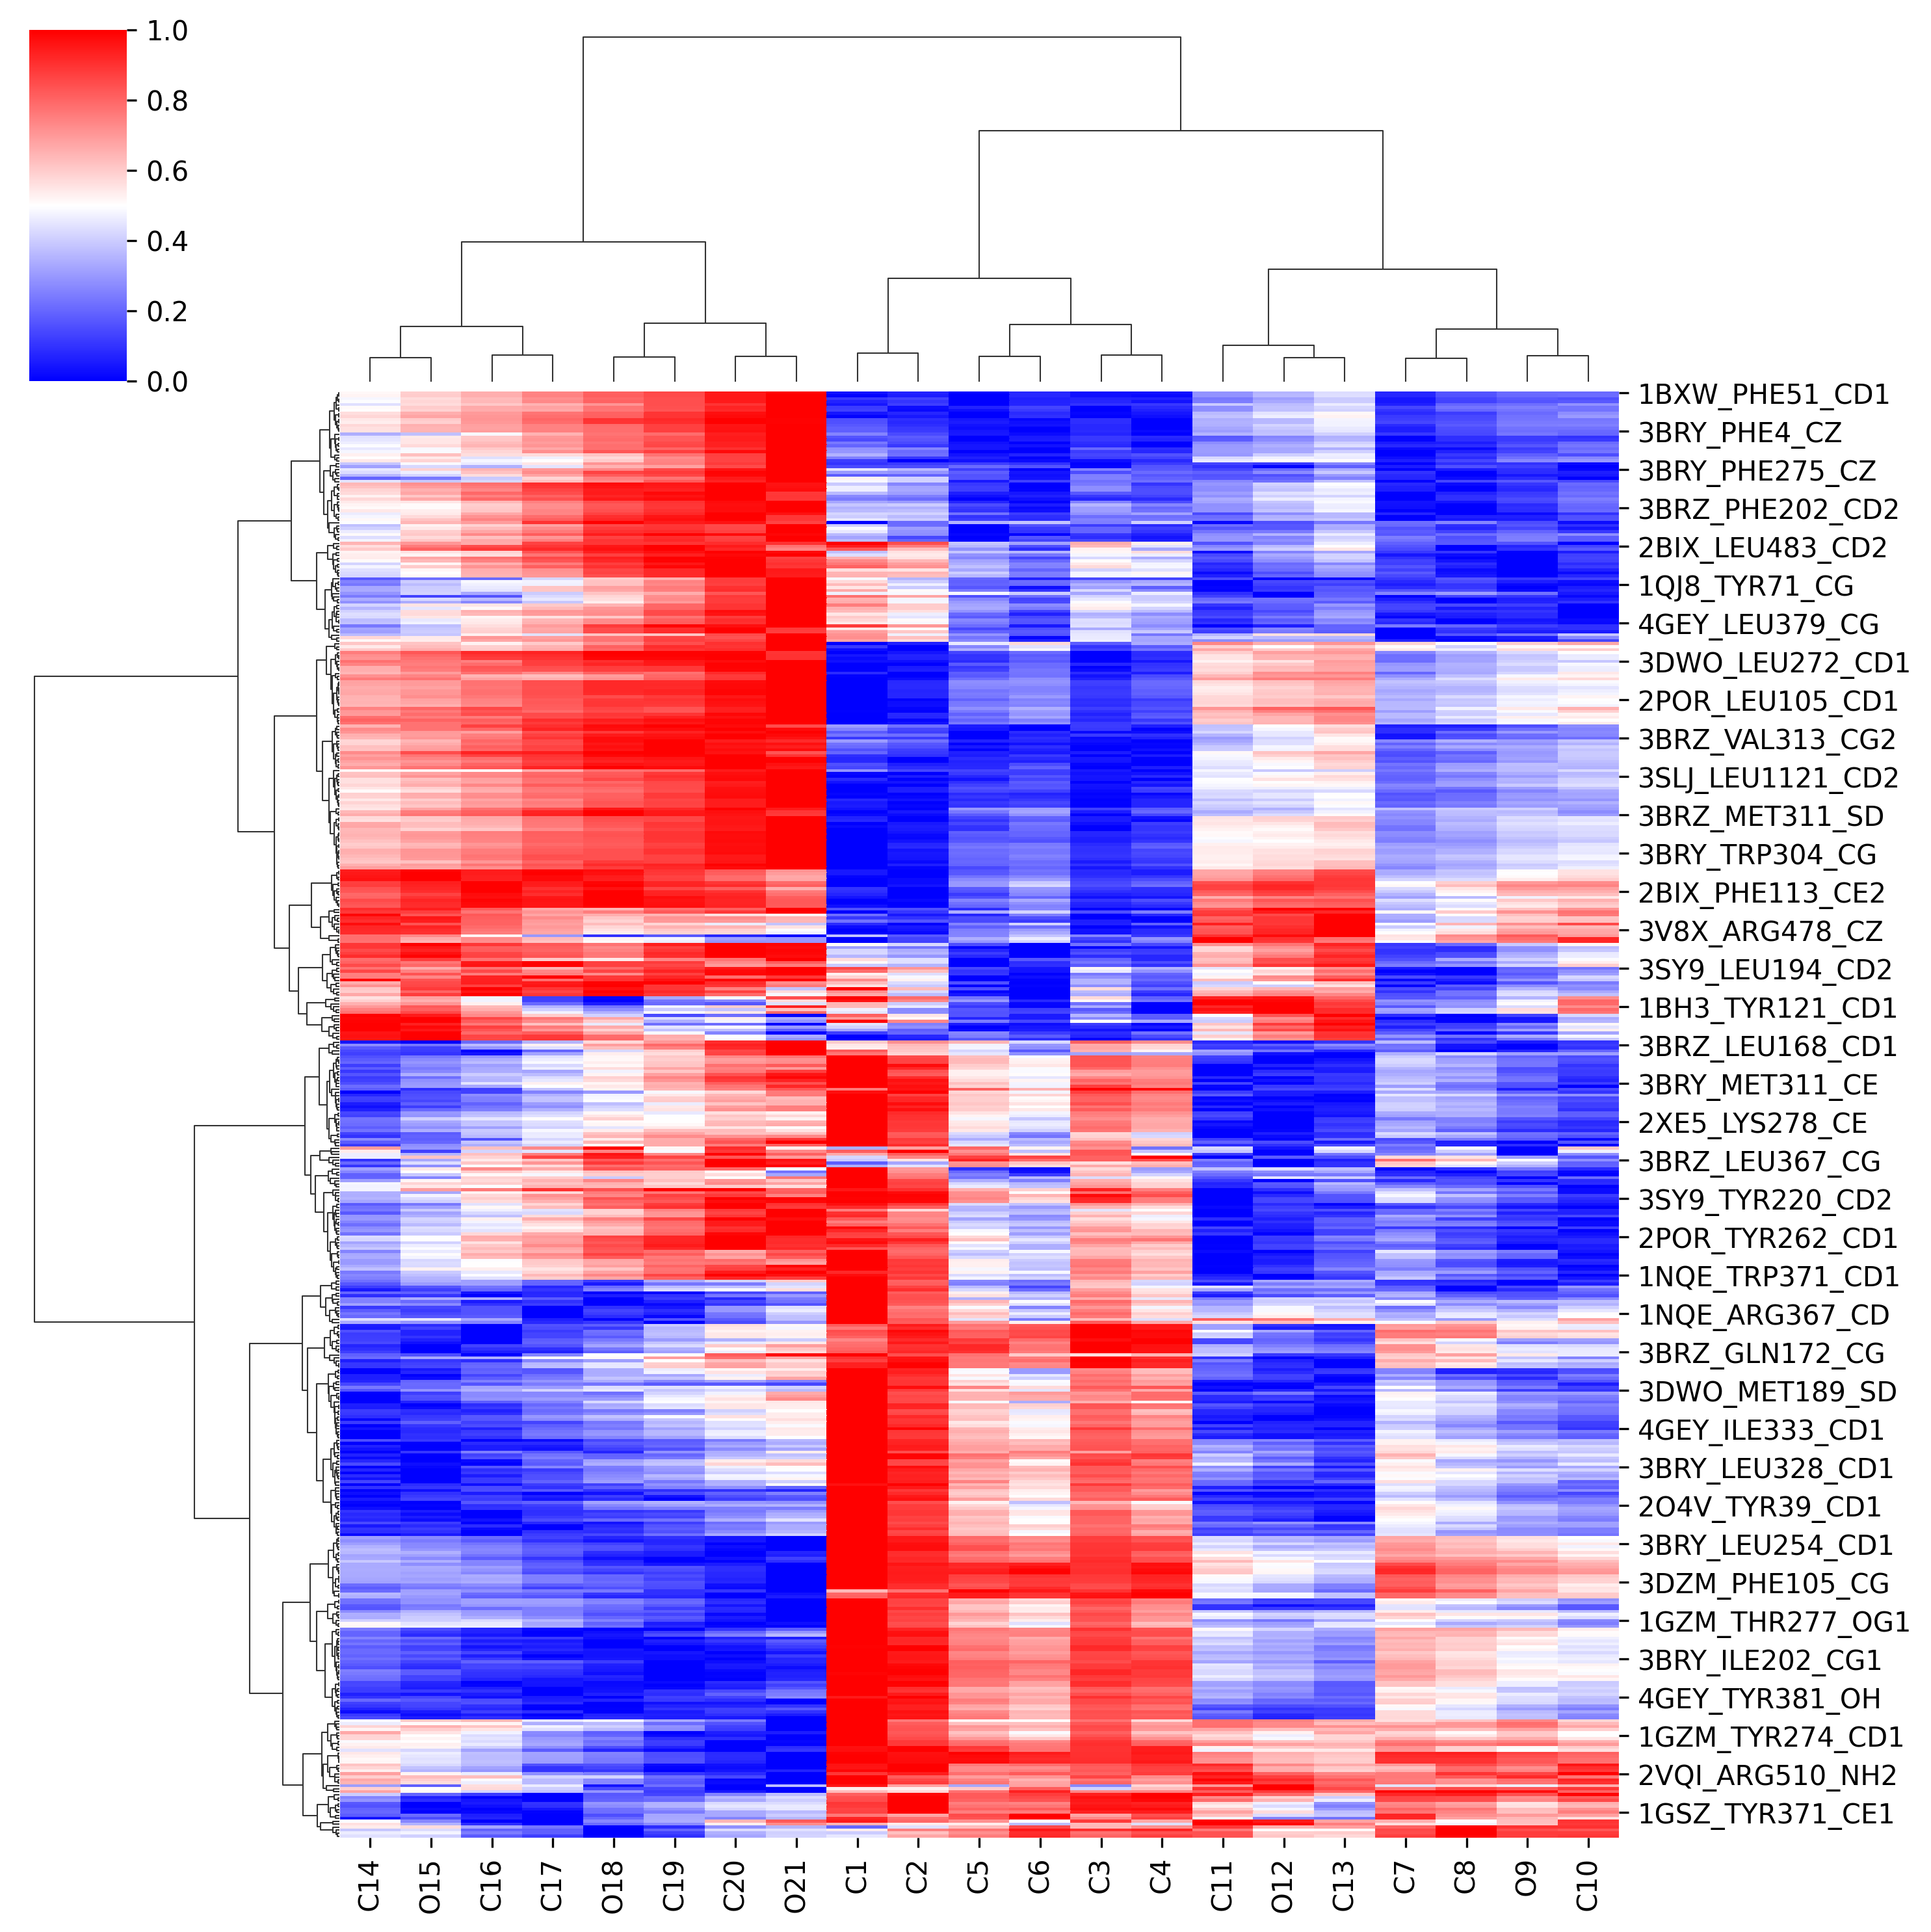 1.0
0.8
0.6
0.4
0.2
0.0
1BXW_PHE51_CD1
3BRY_PHE4_CZ
3BRY_PHE275_CZ
3BRZ_PHE202_CD2
2BIX_LEU483_CD2
1QJ8_TYR71_CG
4GEY_LEU379_CG
3DWO_LEU272_CD1
2POR_LEU105_CD1
3BRZ_VAL313_CG2
3SLJ_LEU1121_CD2
3BRZ_MET311_SD
3BRY_TRP304_CG
2BIX_PHE113_CE2
3V8X_ARG478_CZ
3SY9_LEU194_CD2
1BH3_TYR121_CD1
3BRZ_LEU168_CD1
3BRY_MET311_CE
2XE5_LYS278_CE
3BRZ_LEU367_CG
3SY9_TYR220_CD2
2POR_TYR262_CD1
1NQE_TRP371_CD1
1NQE_ARG367_CD
3BRZ_GLN172_CG
3DWO_MET189_SD
4GEY_ILE333_CD1
3BRY_LEU328_CD1
2O4V_TYR39_CD1
3BRY_LEU254_CD1
3DZM_PHE105_CG
1GZM_THR277_OG1
3BRY_ILE202_CG1
4GEY_TYR381_OH
1GZM_TYR274_CD1
2VQI_ARG510_NH2
1GSZ_TYR371_CE1
C14 O15 C16 C17 O18 C19 C20 O21 C1 C2 C5 C6 C3 C4 C11 O12 C13 C7 C8 O9 C10